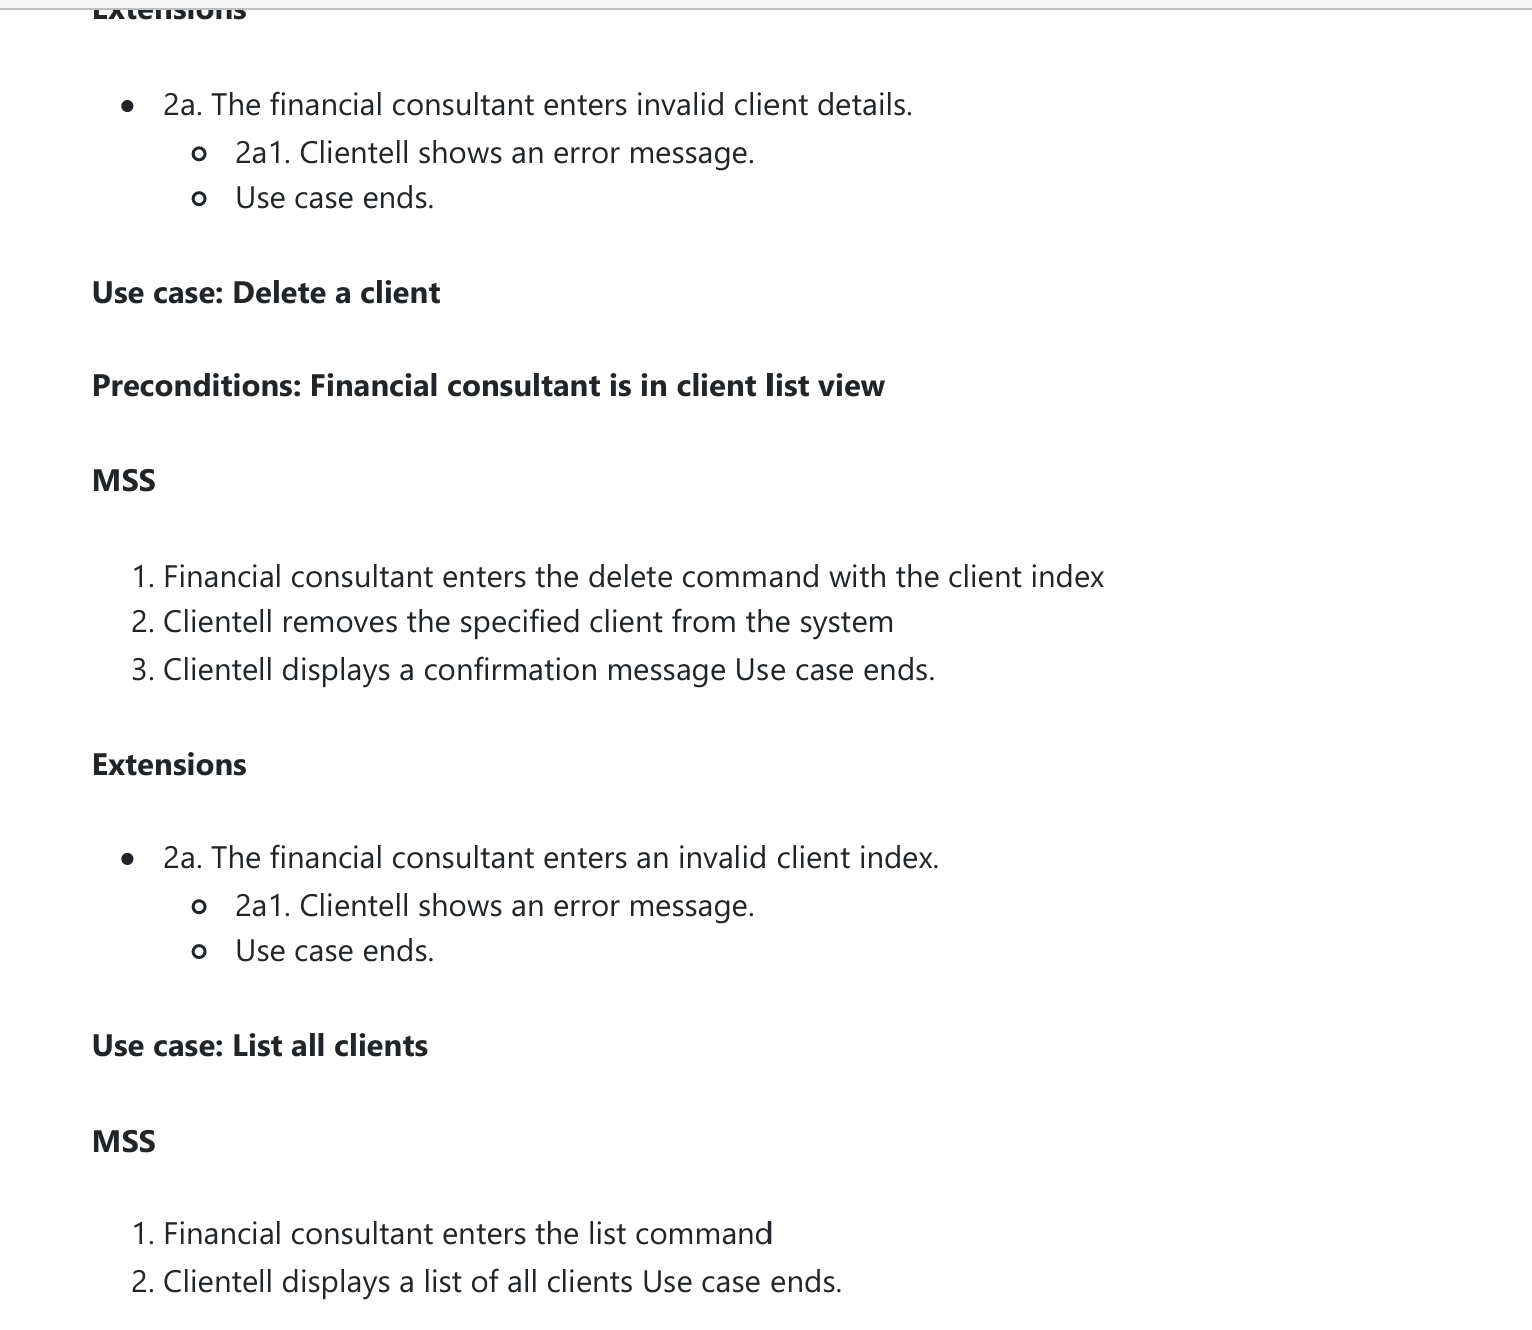 Extensions
• 2a. The financial consultant enters invalid client details.
○ 2a1. Clientell shows an error message.
○ Use case ends.
Use case: Delete a client
Preconditions: Financial consultant is in client list view
MSS
1. Financial consultant enters the delete command with the client index
2. Clientell removes the specified client from the system
3. Clientell displays a confirmation message Use case ends.
Extensions
• 2a. The financial consultant enters an invalid client index.
○ 2a1. Clientell shows an error message.
○ Use case ends.
Use case: List all clients
MSS
1. Financial consultant enters the list command
2. Clientell displays a list of all clients Use case ends.